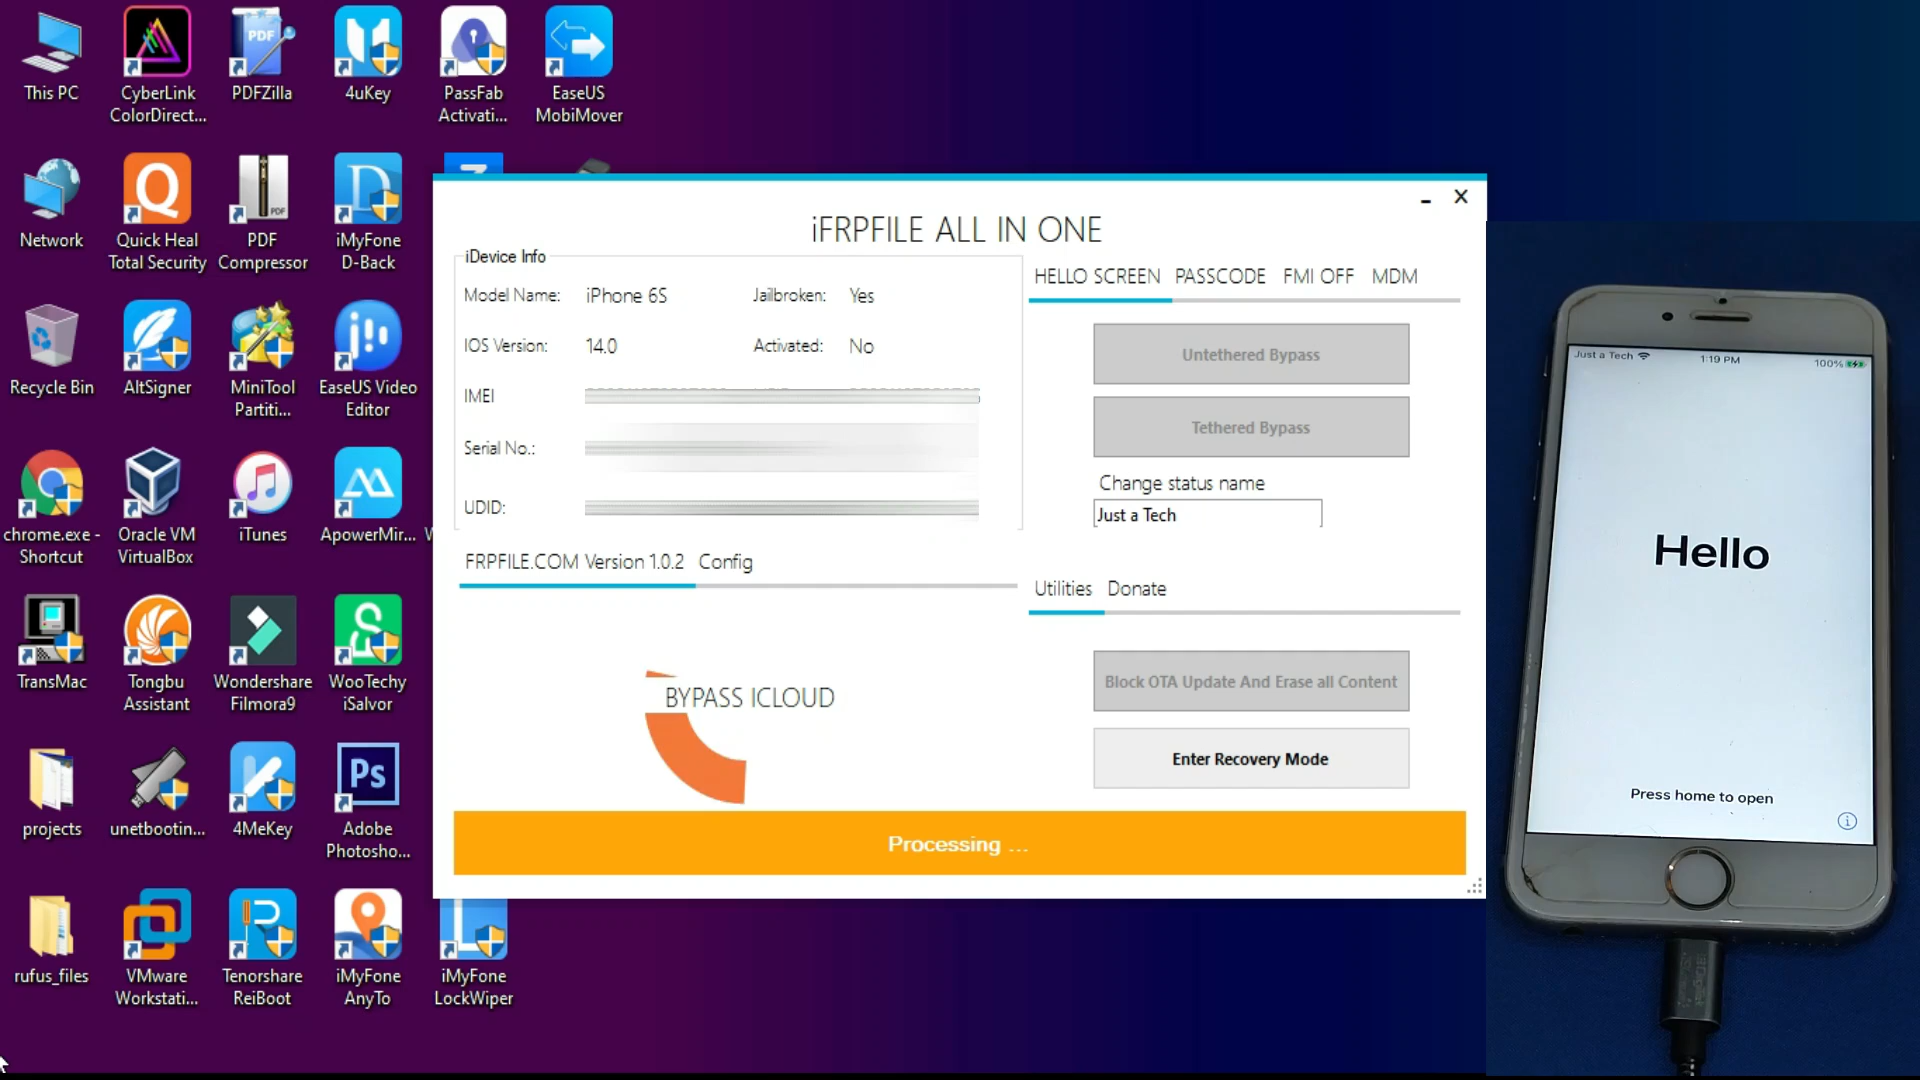 This PC
CyberLink
ColorDirect...
PDFZilla
4uKey
PassFab
Activati...
EaseUS
MobiMover
Network
Quick Heal
Total Security
PDF
Compressor
iMyFone
D-Back
Recycle Bin
AltSigner
MiniTool
Partiti...
EaseUS Video
Editor
chrome.exe -
Shortcut
Oracle VM
VirtualBox
iTunes
ApowerMir...
TransMac
Tongbu
Assistant
Wondershare
Filmora9
WooTechy
iSalvor
projects
unetbootin...
4MeKey
Ps
Adobe
Photosho...
rufus_files
VMware
Workstati...
Tenorshare
ReiBoot
iMyFone
AnyTo
iMyFone
LockWiper
iFRPFILE ALL IN ONE
iDevice Info
Model Name: iPhone 6S Jailbroken: Yes
IOS Version: 14.0 Activated: No
IMEI
Serial No.:
UDID:
HELLO SCREEN PASSCODE FMI OFF MDM
Untethered Bypass
Tethered Bypass
Change status name
Just a Tech
FRPFILE.COM Version 1.0.2 Config
Utilities Donate
BYPASS ICLOUD
Block OTA Update And Erase all Content
Enter Recovery Mode
Processing ...
Just a Tech 1:19 PM 100%
Hello
Press home to open